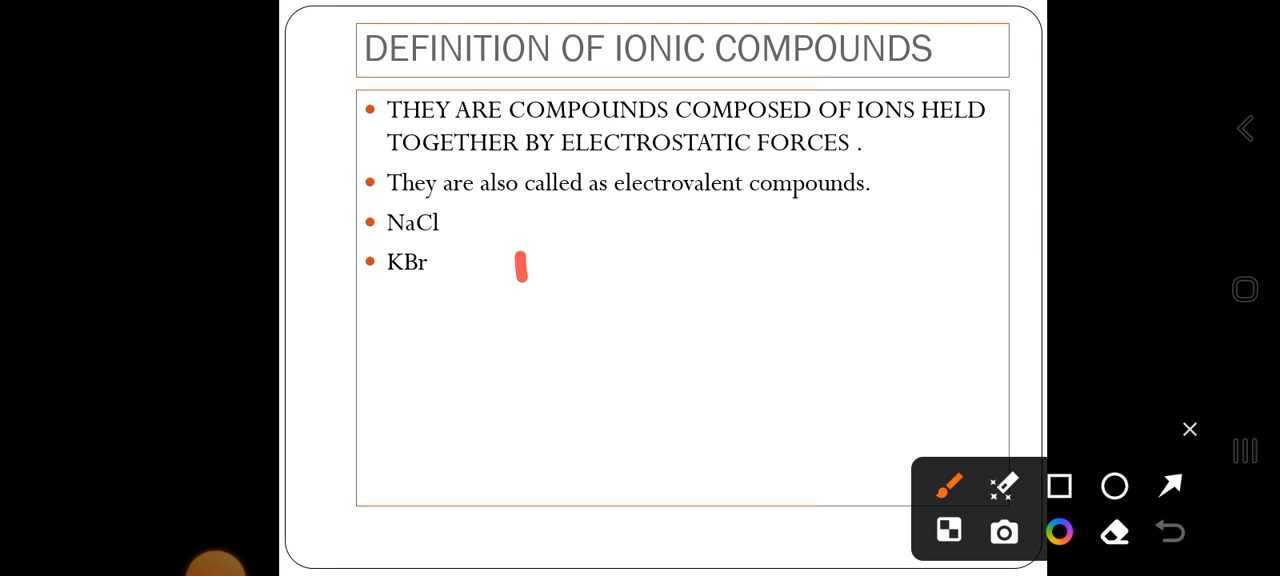 DEFINITION OF IONIC COMPOUNDS
THEY ARE COMPOUNDS COMPOSED OF IONS HELD
TOGETHER BY ELECTROSTATIC FORCES .
They are also called as electrovalent compounds.
NaCl
KBr